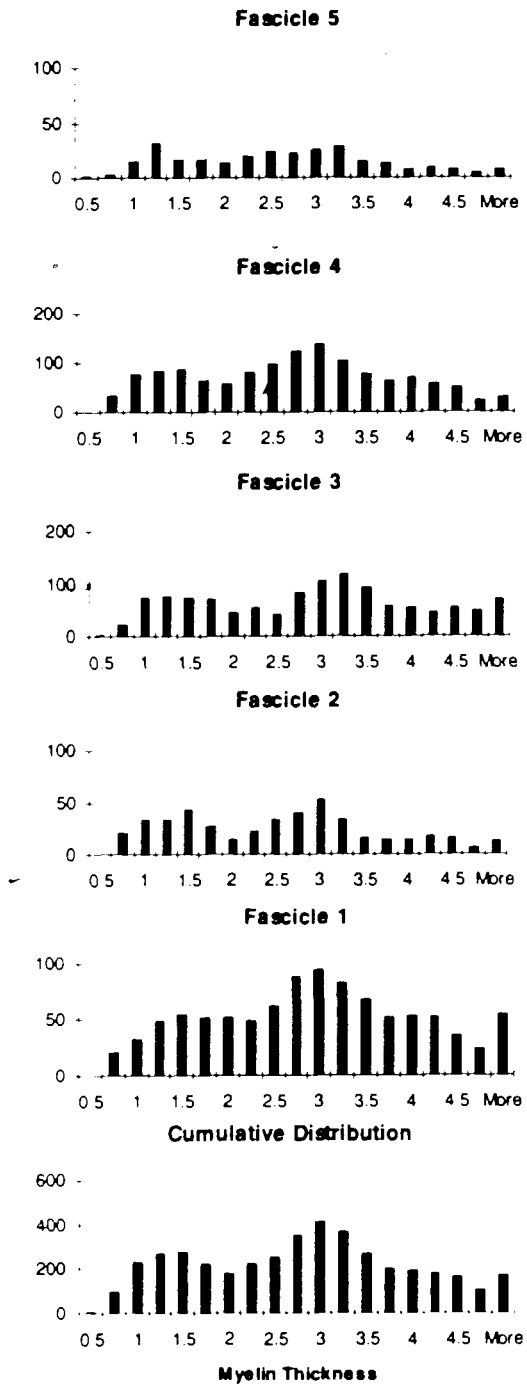 Fascicle 5
100
50
0
0.5 1 1.5 2 2.5 3 3.5 4 4.5 More
Fascicle 4
200
100
0
0.5 1 1.5 2 2.5 3 3.5 4 4.5 More
Fascicle 3
200
100
0
0.5 1 1.5 2 2.5 3 3.5 4 4.5 More
Fascicle 2
100
50
0
0 5 1 1.5 2 2.5 3 3.5 4 4 5 More
Fascicle 1
100
50
0
0 5 1 1.5 2 2.5 3 3.5 4 4 5 More
Cumulative Distribution
600
400
200
0
0 5 1 1.5 2 2.5 3 3.5 4 4.5 More
Myelin Thickness